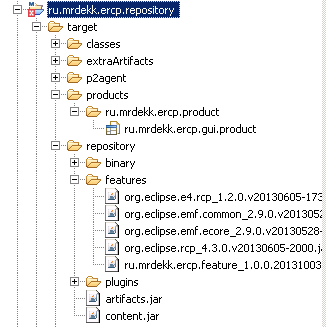 ru.mrdekk.ercp.repository
target
classes
extraArtifacts
p2agent
products
ru.mrdekk.ercp.product
ru.mrdekk.ercp.gui.product
repository
binary
features
org.eclipse.e4.rcp_1.2.0.v20130605-173
org.eclipse.emf.common_2.9.0.v2013052
org.eclipse.emf.ecore_2.9.0.v20130528-
org.eclipse.rcp_4.3.0.v20130605-2000.ja
ru.mrdekk.ercp.feature_1.0.0.20131003
plugins
artifacts.jar
content.jar